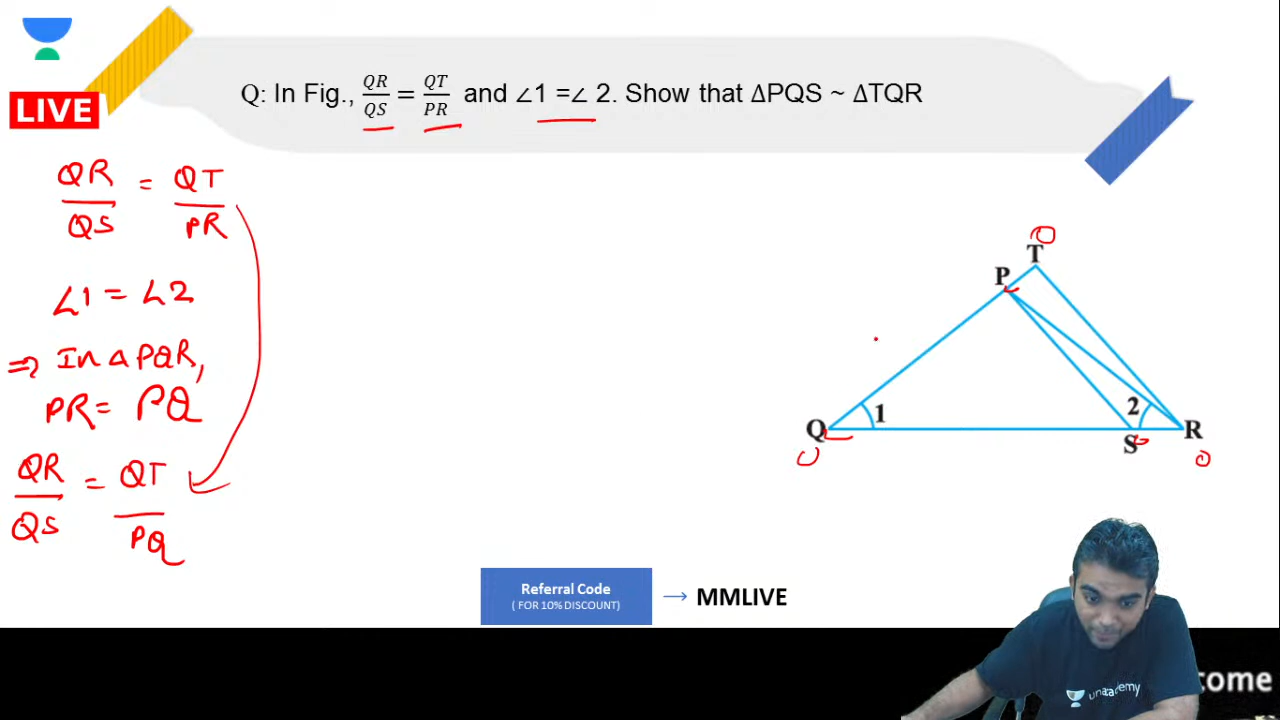 LIVE
Q: In Fig., QR/QS = QT/PR and ∠1 =∠ 2. Show that ΔPQS ~ ΔTQR
QR/QS = QT/PR
∠1 = ∠2
⇒ In △ PQR,
PR = PQ
QR/QS = QT/PQ
T
P
Q
1
2
S
R
Referral Code
( FOR 10% DISCOUNT)
→ MMLIVE
unacademy
come